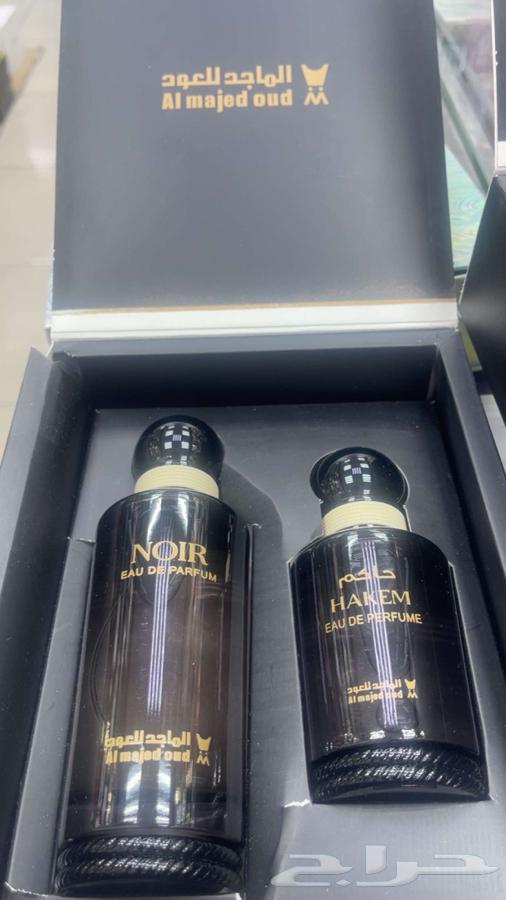 الماجد للعود
Al majed oud
NOIR
EAU DE PARFUM
الماجد للعود
Al majed oud
حاكم
HAKEM
EAU DE PERFUME
الماجد للعود
Al majed oud
حراج